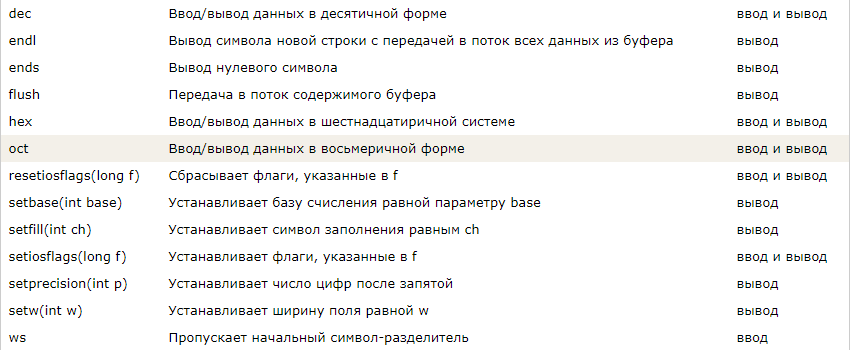 dec Ввод/вывод данных в десятичной форме ввод и вывод
endl Вывод символа новой строки с передачей в поток всех данных из буфера вывод
ends Вывод нулевого символа вывод
flush Передача в поток содержимого буфера вывод
hex Ввод/вывод данных в шестнадцатиричной системе ввод и вывод
oct Ввод/вывод данных в восьмеричной форме ввод и вывод
resetiosflags(long f) Сбрасывает флаги, указанные в f ввод и вывод
setbase(int base) Устанавливает базу счисления равной параметру base вывод
setfill(int ch) Устанавливает символ заполнения равным ch вывод
setiosflags(long f) Устанавливает флаги, указанные в f ввод и вывод
setprecision(int p) Устанавливает число цифр после запятой вывод
setw(int w) Устанавливает ширину поля равной w вывод
ws Пропускает начальный символ-разделитель ввод